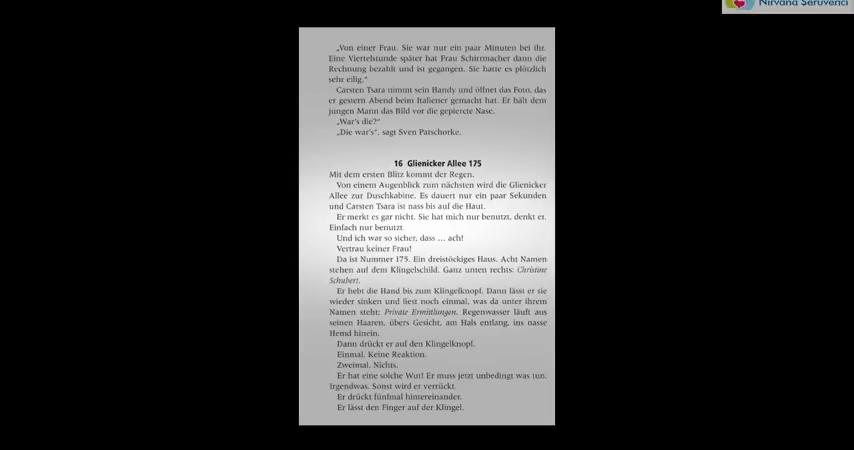 Nirvana Serüvenci
„Von einer Frau. Sie war nur ein paar Minuten bei ihr.
Eine Viertelstunde später hat Frau Schirrmacher dann die
Rechnung bezahlt und ist gegangen. Sie hatte es plötzlich
sehr eilig.“
Carsten Tsara nimmt sein Handy und öffnet das Foto, das
er gestern Abend beim Italiener gemacht hat. Er hält dem
jungen Mann das Bild vor die gepiercte Nase.
„War’s die?“
„Die war’s“, sagt Sven Patschorke.
16 Glienicker Allee 175
Mit dem ersten Blitz kommt der Regen.
Von einem Augenblick zum nächsten wird die Glienicker
Allee zur Duschkabine. Es dauert nur ein paar Sekunden
und Carsten Tsara ist nass bis auf die Haut.
Er merkt es gar nicht. Sie hat mich nur benutzt, denkt er.
Einfach nur benutzt.
Und ich war so sicher, dass … ach!
Vertrau keiner Frau!
Da ist Nummer 175. Ein dreistöckiges Haus. Acht Namen
stehen auf dem Klingelschild. Ganz unten rechts: Christine
Schubert.
Er hebt die Hand bis zum Klingelknopf. Dann lässt er sie
wieder sinken und liest noch einmal, was da unter ihrem
Namen steht: Private Ermittlungen. Regenwasser läuft aus
seinen Haaren, übers Gesicht, am Hals entlang, ins nasse
Hemd hinein.
Dann drückt er auf den Klingelknopf.
Einmal. Keine Reaktion.
Zweimal. Nichts.
Er hat eine solche Wut! Er muss jetzt unbedingt was tun.
Irgendwas. Sonst wird er verrückt.
Er drückt fünfmal hintereinander.
Er lässt den Finger auf der Klingel.